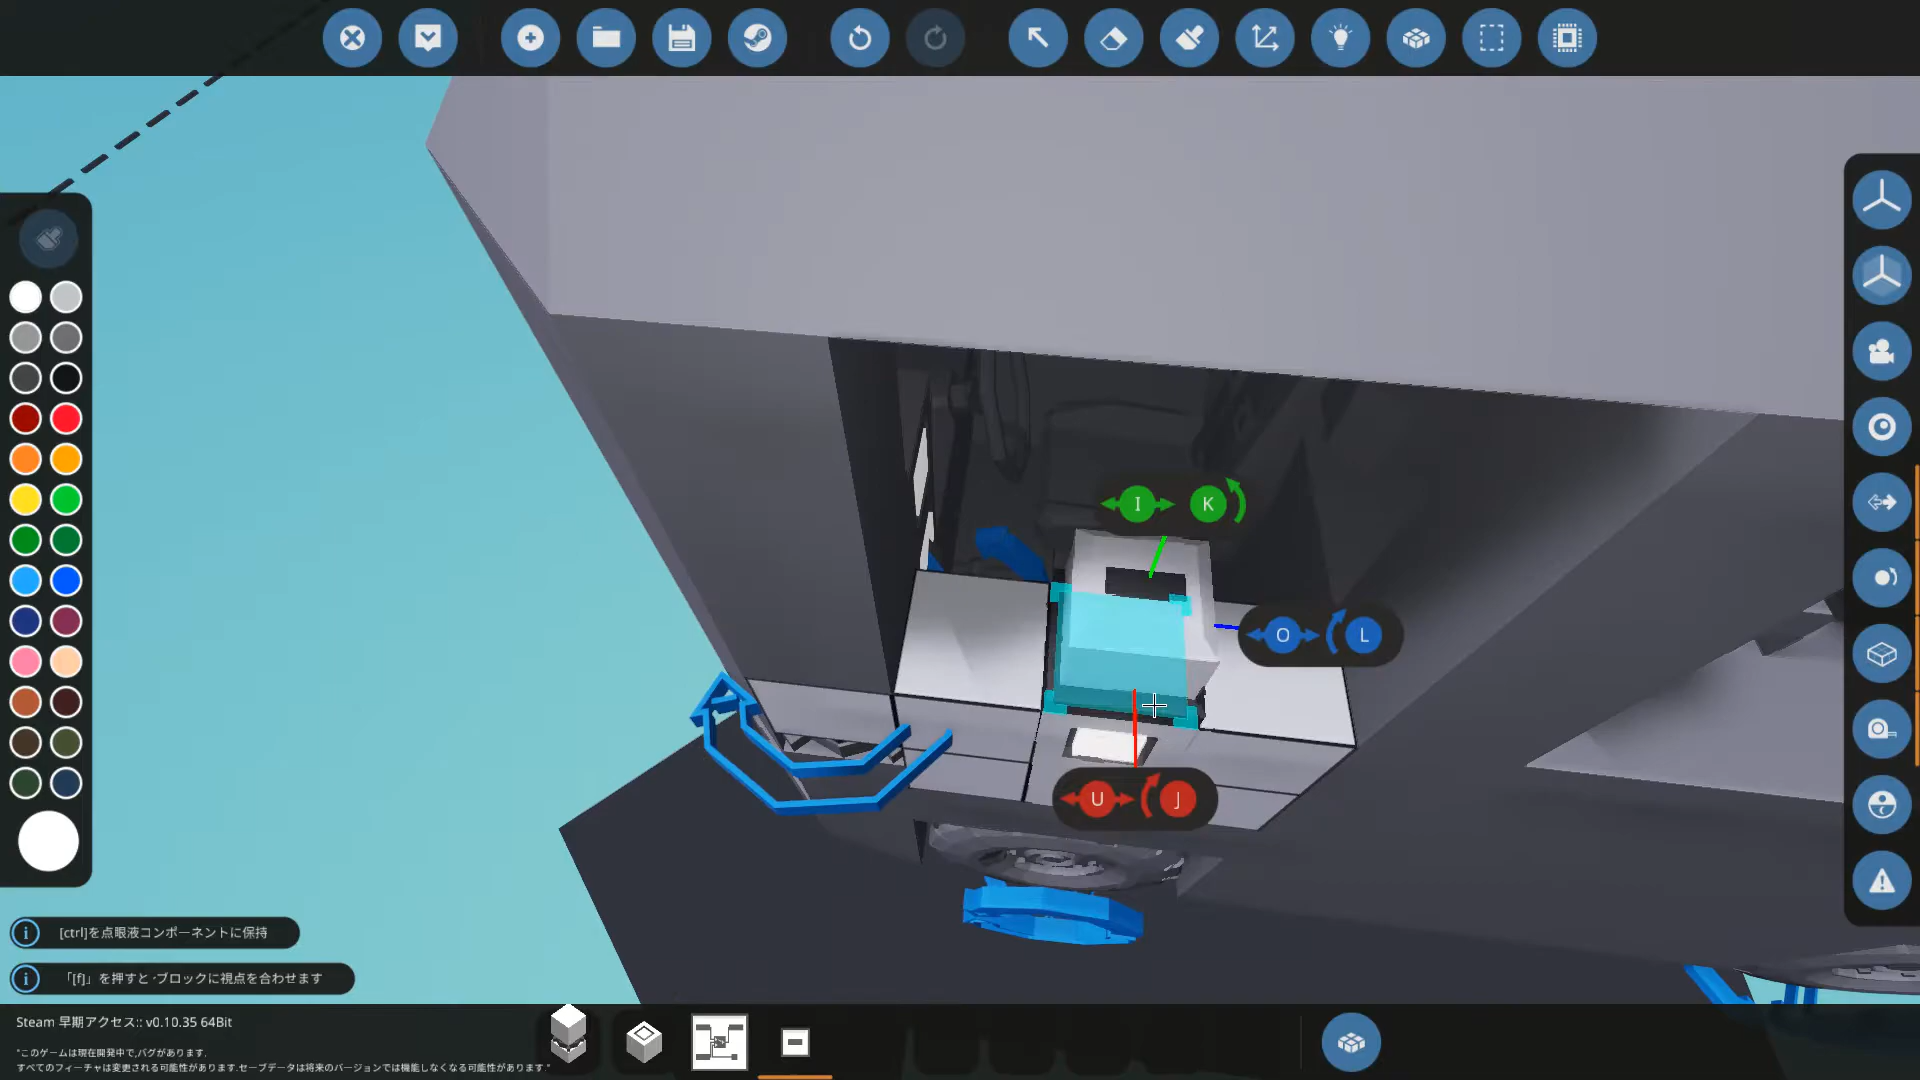 I K
O L
U J
[ctrl]を点眼液コンポーネントに保持
「[f]」を押すと·ブロックに視点を合わせます
Steam 早期アクセス:: v0.10.35 64Bit
"このゲームは現在開発中で,バグがあります.
すべてのフィーチャは変更される可能性があります.セーブデータは将来のバージョンでは機能しなくなる可能性があります."